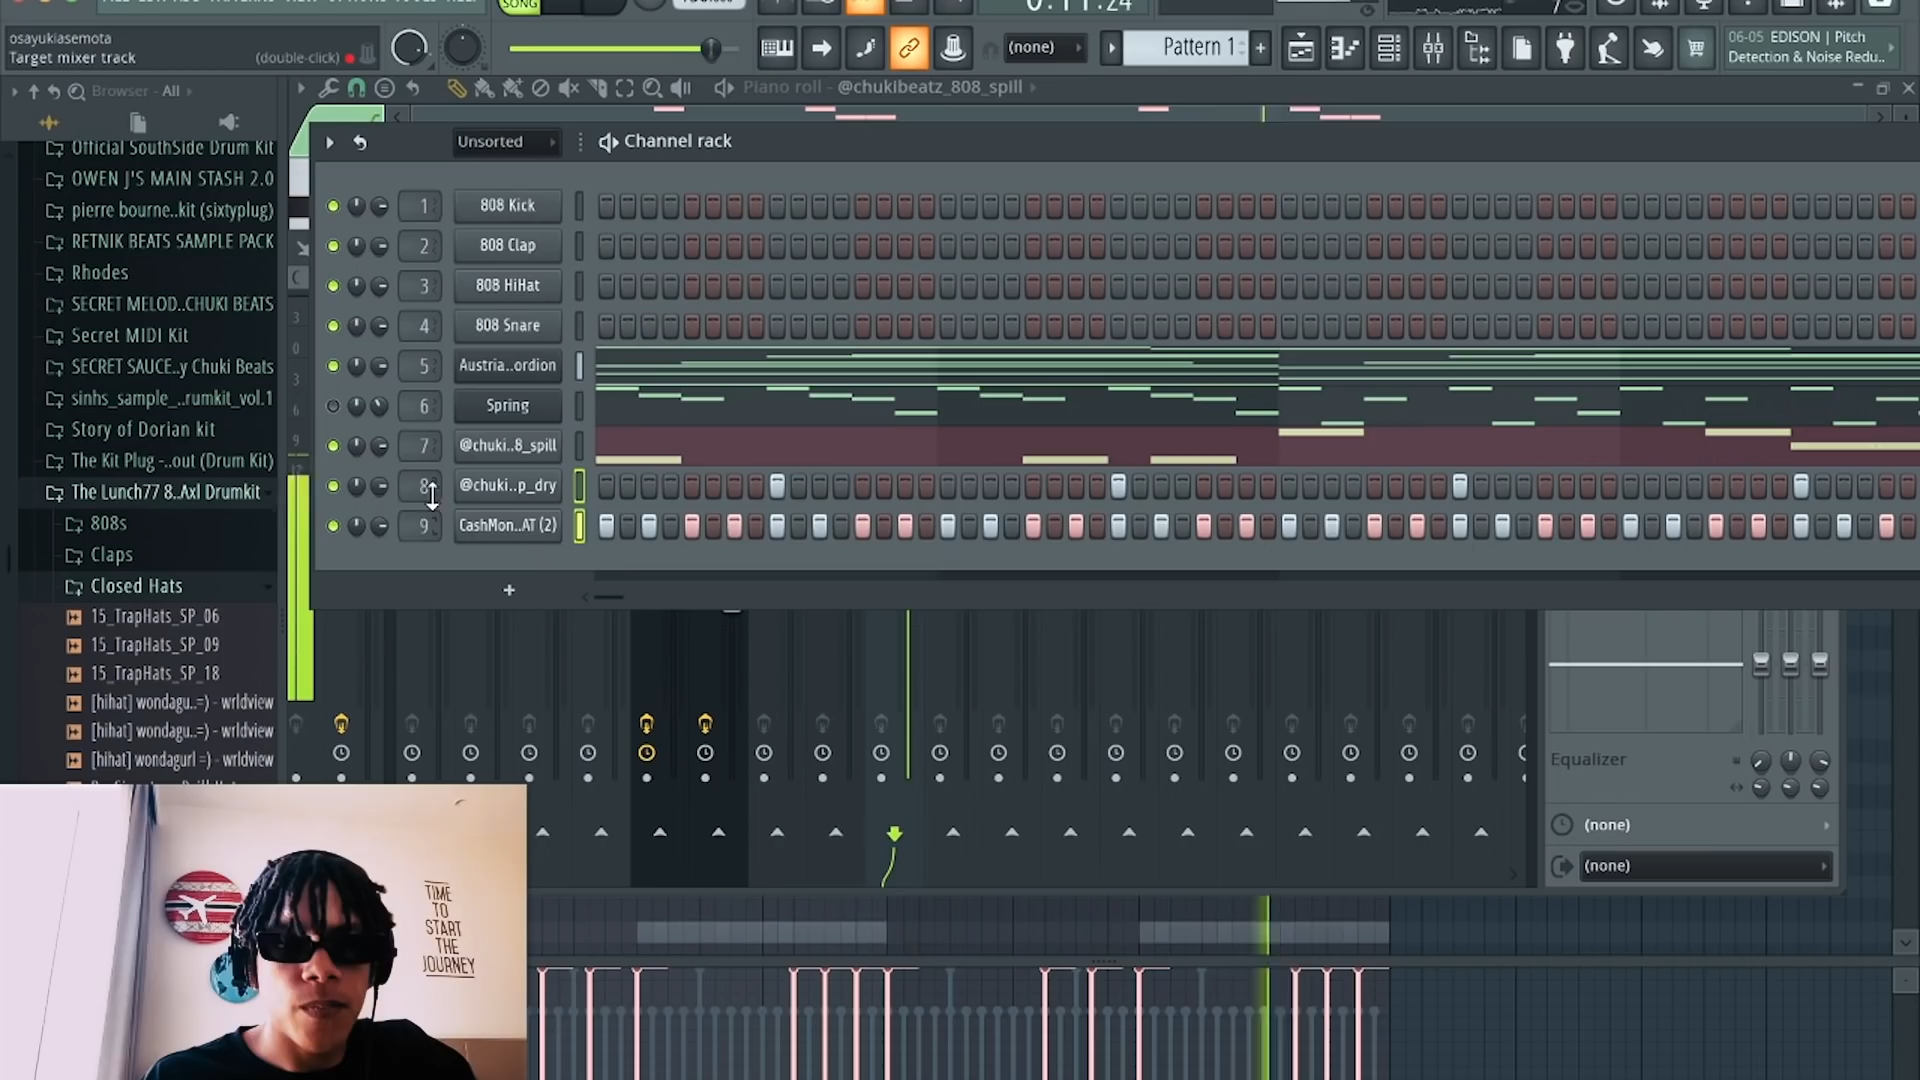 SONG
osayukiasemota
Target mixer track
(double-click)
(none)
Pattern 1
06-05 EDISON | Pitch
Detection & Noise Redu..
Browser - All
Piano roll - @chukibeatz_808_spill
Unsorted
Channel rack
Official SouthSide Drum Kit
OWEN J'S MAIN STASH 2.0
pierre bourne..kit (sixtyplug)
RETNIK BEATS SAMPLE PACK
Rhodes
SECRET MELOD..CHUKI BEATS
Secret MIDI Kit
SECRET SAUCE..y Chuki Beats
sinhs_sample_..rumkit_vol.1
Story of Dorian kit
The Kit Plug -..out (Drum Kit)
The Lunch77 8..Axl Drumkit
808s
Claps
Closed Hats
15_TrapHats_SP_06
15_TrapHats_SP_09
15_TrapHats_SP_18
[hihat] wondagu..=) - wrldview
[hihat] wondagu..=) - wrldview
[hihat] wondagurl =) - wrldview
1 808 Kick
2 808 Clap
3 808 HiHat
4 808 Snare
5 Austria..ordion
6 Spring
7 @chuki..8_spill
8 @chuki..p_dry
9 CashMon..AT (2)
+
3
0
3
6
9
Equalizer
(none)
(none)
TIME
TO
START
THE
JOURNEY